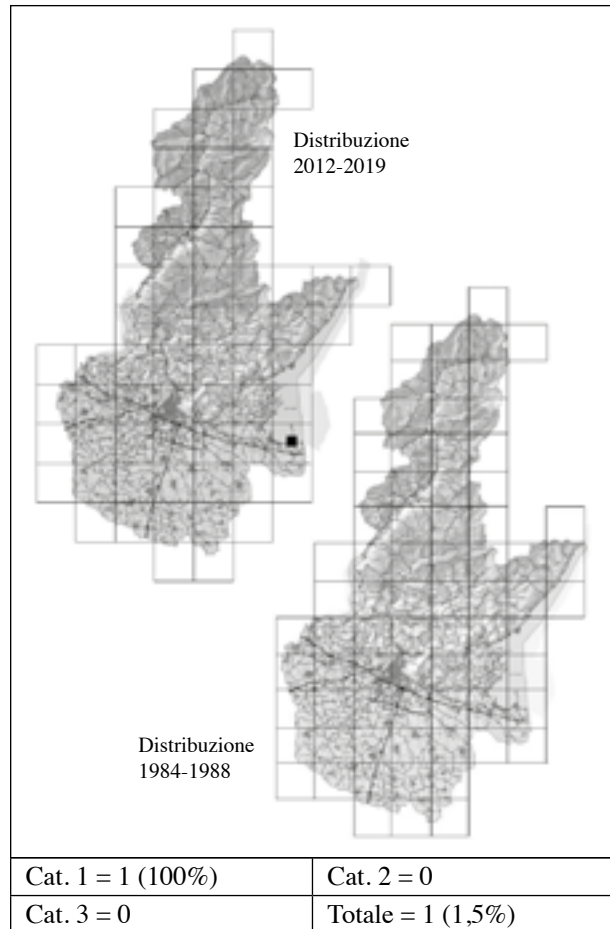 Distribuzione
2012-2019
Distribuzione
1984-1988
Cat. 1 = 1 (100%)
Cat. 2 = 0
Cat. 3 = 0
Totale = 1 (1,5%)